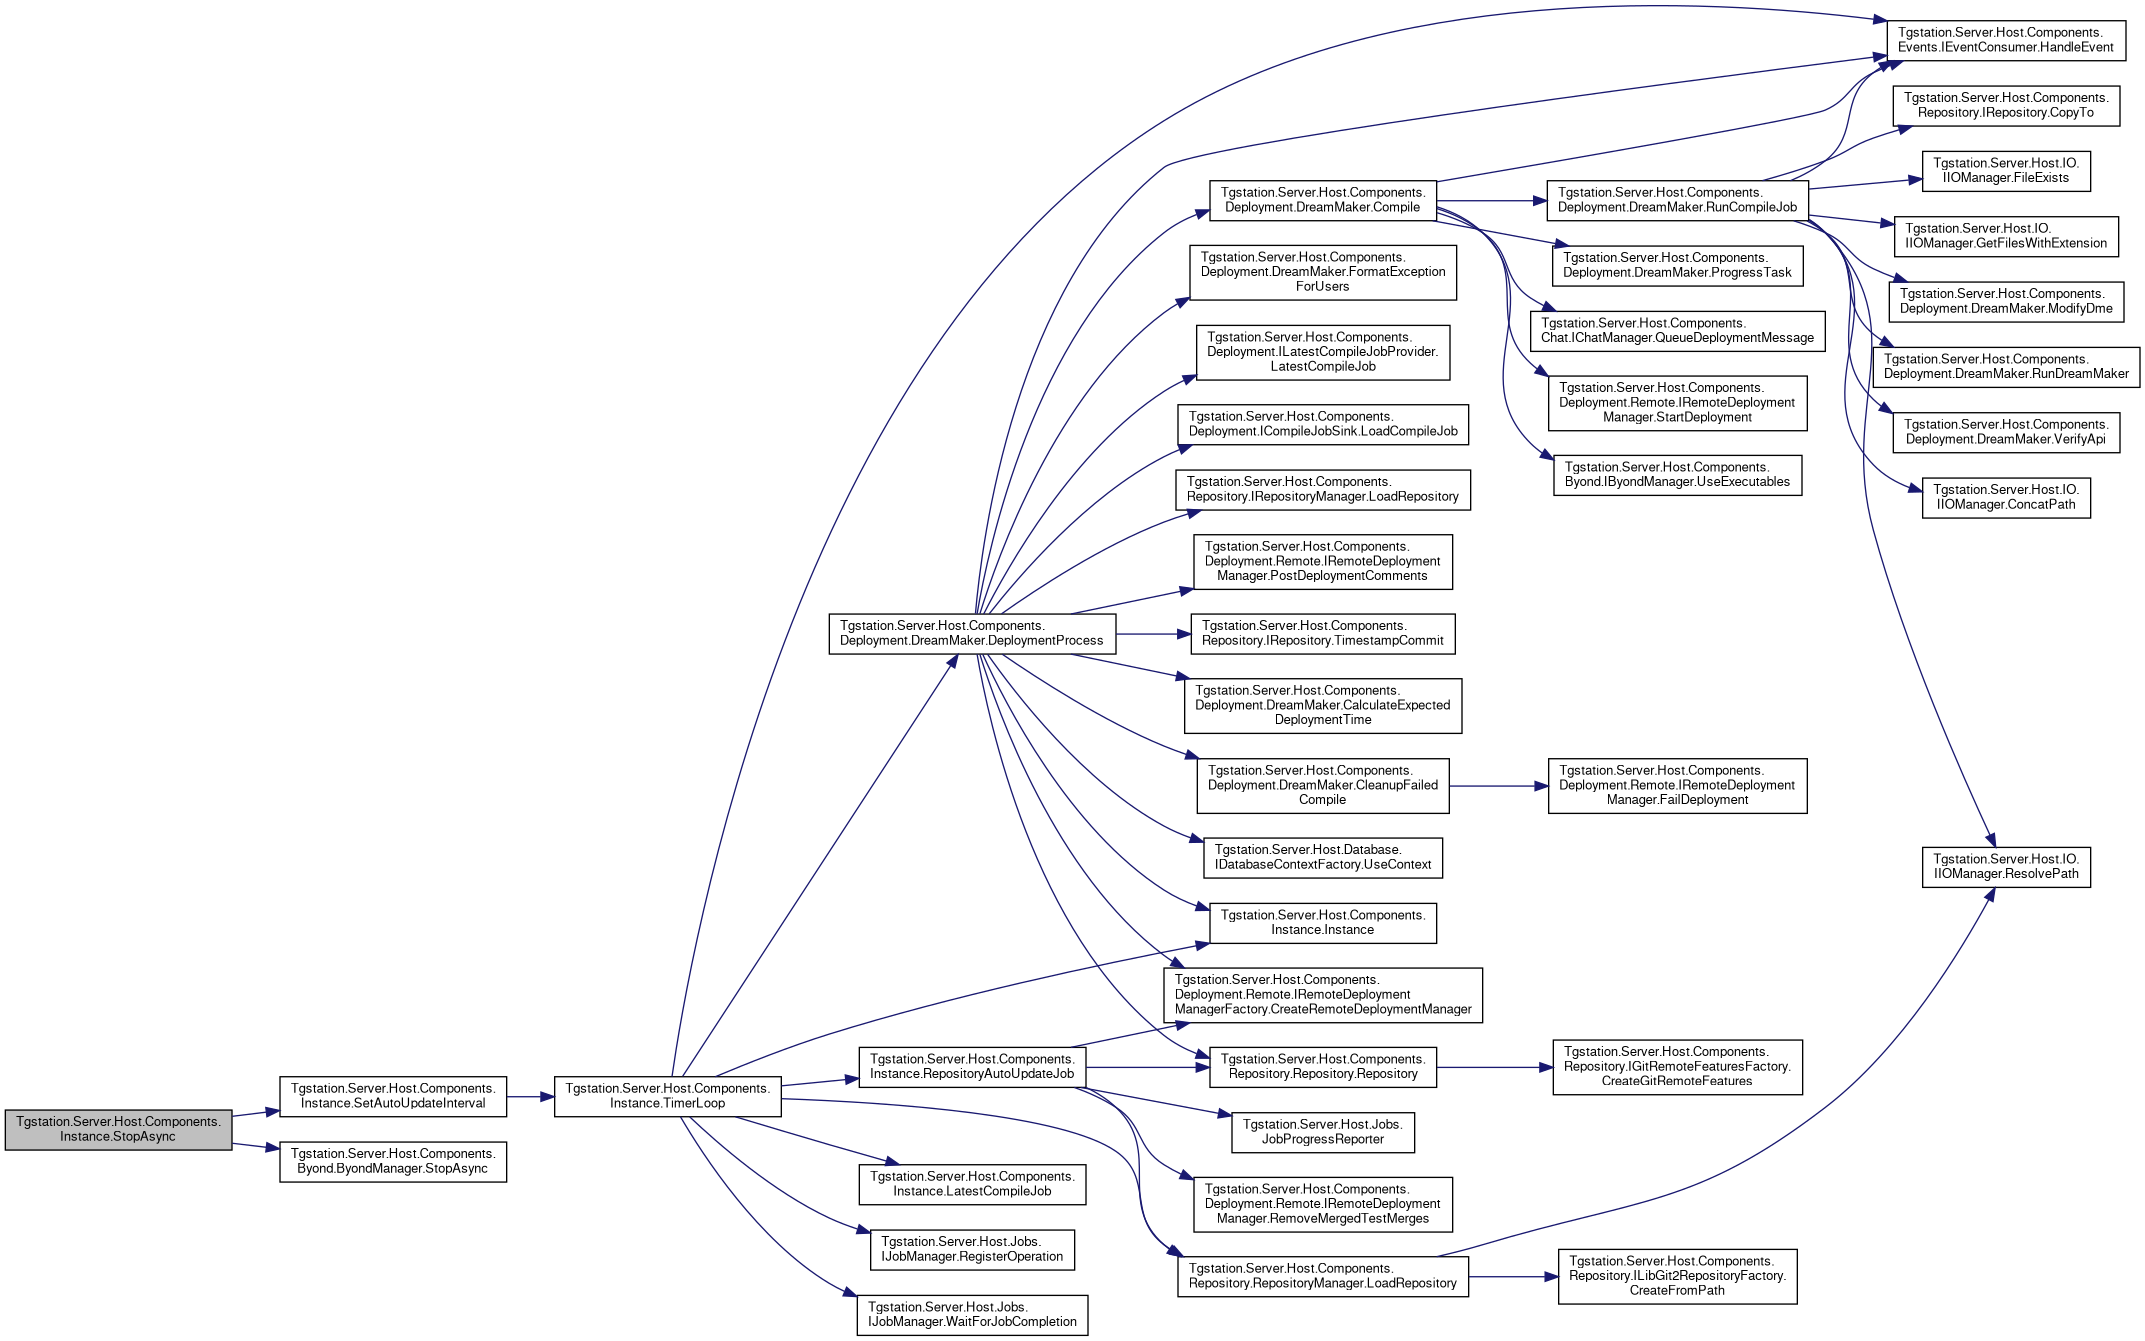 Tgstation.Server.Host.Components.
Instance.StopAsync
Tgstation.Server.Host.Components.
Instance.SetAutoUpdateInterval
Tgstation.Server.Host.Components.
Byond.ByondManager.StopAsync
Tgstation.Server.Host.Components.
Instance.TimerLoop
Tgstation.Server.Host.Components.
Deployment.DreamMaker.DeploymentProcess
Tgstation.Server.Host.Components.
Instance.RepositoryAutoUpdateJob
Tgstation.Server.Host.Components.
Instance.LatestCompileJob
Tgstation.Server.Host.Jobs.
IJobManager.RegisterOperation
Tgstation.Server.Host.Jobs.
IJobManager.WaitForJobCompletion
Tgstation.Server.Host.Components.
Deployment.DreamMaker.Compile
Tgstation.Server.Host.Components.
Deployment.DreamMaker.FormatException
ForUsers
Tgstation.Server.Host.Components.
Deployment.ILatestCompileJobProvider.
LatestCompileJob
Tgstation.Server.Host.Components.
Deployment.ICompileJobSink.LoadCompileJob
Tgstation.Server.Host.Components.
Repository.IRepositoryManager.LoadRepository
Tgstation.Server.Host.Components.
Deployment.Remote.IRemoteDeployment
Manager.PostDeploymentComments
Tgstation.Server.Host.Components.
Repository.IRepository.TimestampCommit
Tgstation.Server.Host.Components.
Deployment.DreamMaker.CalculateExpected
DeploymentTime
Tgstation.Server.Host.Components.
Deployment.DreamMaker.CleanupFailed
Compile
Tgstation.Server.Host.Database.
IDatabaseContextFactory.UseContext
Tgstation.Server.Host.Components.
Instance.Instance
Tgstation.Server.Host.Components.
Deployment.Remote.IRemoteDeployment
ManagerFactory.CreateRemoteDeploymentManager
Tgstation.Server.Host.Components.
Repository.Repository.Repository
Tgstation.Server.Host.Jobs.
JobProgressReporter
Tgstation.Server.Host.Components.
Deployment.Remote.IRemoteDeployment
Manager.RemoveMergedTestMerges
Tgstation.Server.Host.Components.
Repository.RepositoryManager.LoadRepository
Tgstation.Server.Host.Components.
Deployment.DreamMaker.RunCompileJob
Tgstation.Server.Host.Components.
Deployment.DreamMaker.ProgressTask
Tgstation.Server.Host.Components.
Chat.IChatManager.QueueDeploymentMessage
Tgstation.Server.Host.Components.
Deployment.Remote.IRemoteDeployment
Manager.StartDeployment
Tgstation.Server.Host.Components.
Byond.IByondManager.UseExecutables
Tgstation.Server.Host.Components.
Deployment.Remote.IRemoteDeployment
Manager.FailDeployment
Tgstation.Server.Host.Components.
Repository.IGitRemoteFeaturesFactory.
CreateGitRemoteFeatures
Tgstation.Server.Host.Components.
Repository.ILibGit2RepositoryFactory.
CreateFromPath
Tgstation.Server.Host.Components.
Events.IEventConsumer.HandleEvent
Tgstation.Server.Host.Components.
Repository.IRepository.CopyTo
Tgstation.Server.Host.IO.
IIOManager.FileExists
Tgstation.Server.Host.IO.
IIOManager.GetFilesWithExtension
Tgstation.Server.Host.Components.
Deployment.DreamMaker.ModifyDme
Tgstation.Server.Host.Components.
Deployment.DreamMaker.RunDreamMaker
Tgstation.Server.Host.Components.
Deployment.DreamMaker.VerifyApi
Tgstation.Server.Host.IO.
IIOManager.ConcatPath
Tgstation.Server.Host.IO.
IIOManager.ResolvePath